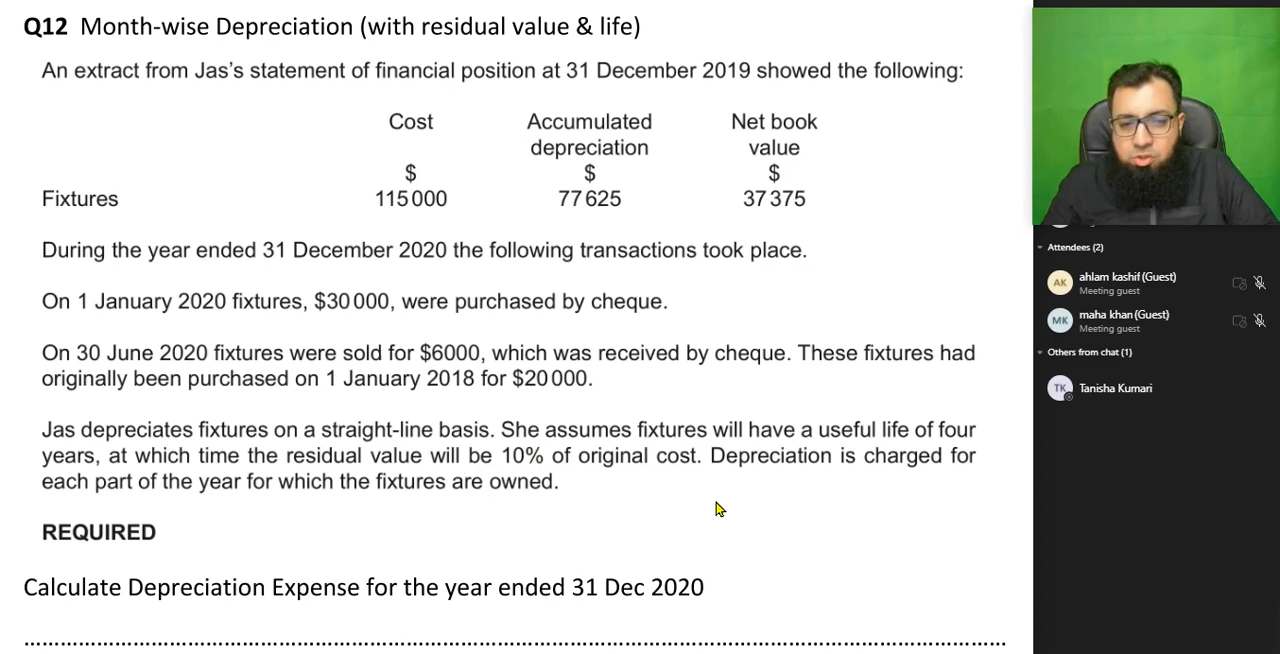 Q12 Month-wise Depreciation (with residual value & life)
An extract from Jas's statement of financial position at 31 December 2019 showed the following:
Cost Accumulated depreciation Net book value
$ $ $
Fixtures 115 000 77 625 37 375
During the year ended 31 December 2020 the following transactions took place.
On 1 January 2020 fixtures, $30 000, were purchased by cheque.
On 30 June 2020 fixtures were sold for $6000, which was received by cheque. These fixtures had
originally been purchased on 1 January 2018 for $20 000.
Jas depreciates fixtures on a straight-line basis. She assumes fixtures will have a useful life of four
years, at which time the residual value will be 10% of original cost. Depreciation is charged for
each part of the year for which the fixtures are owned.
REQUIRED
Calculate Depreciation Expense for the year ended 31 Dec 2020
Attendees (2)
AK ahlam kashif (Guest)
Meeting guest
MK maha khan (Guest)
Meeting guest
Others from chat (1)
TK Tanisha Kumari